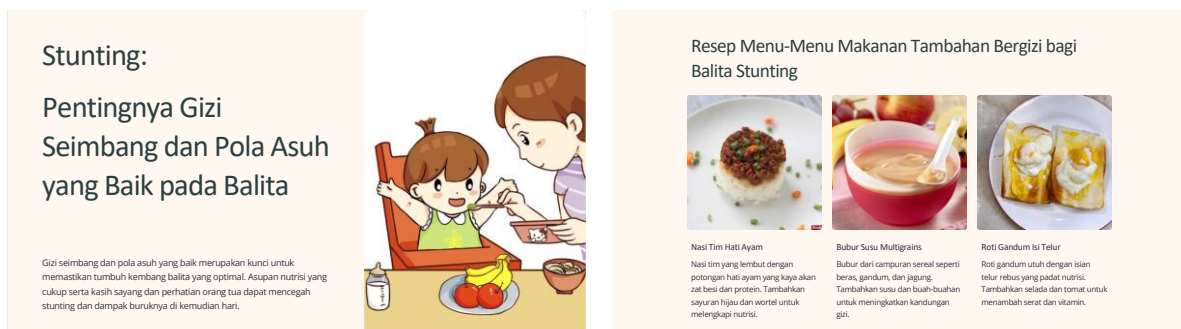 Stunting:
Pentingnya Gizi
Seimbang dan Pola Asuh
yang Baik pada Balita
Gizi seimbang dan pola asuh yang baik merupakan kunci untuk
memastikan tumbuh kembang balita yang optimal. Asupan nutrisi yang
cukup serta kasih sayang dan perhatian orang tua dapat mencegah
stunting dan dampak buruknya di kemudian hari.
Resep Menu-Menu Makanan Tambahan Bergizi bagi
Balita Stunting
Nasi Tim Hati Ayam
Nasi tim yang lembut dengan
potongan hati ayam yang kaya akan
zat besi dan protein. Tambahkan
sayuran hijau dan wortel untuk
melengkapi nutrisi.
Bubur Susu Multigrains
Bubur dari campuran sereal seperti
beras, gandum, dan jagung.
Tambahkan susu dan buah-buahan
untuk meningkatkan kandungan
gizi.
Roti Gandum Isi Telur
Roti gandum utuh dengan isian
telur rebus yang padat nutrisi.
Tambahkan selada dan tomat untuk
menambah serat dan vitamin.